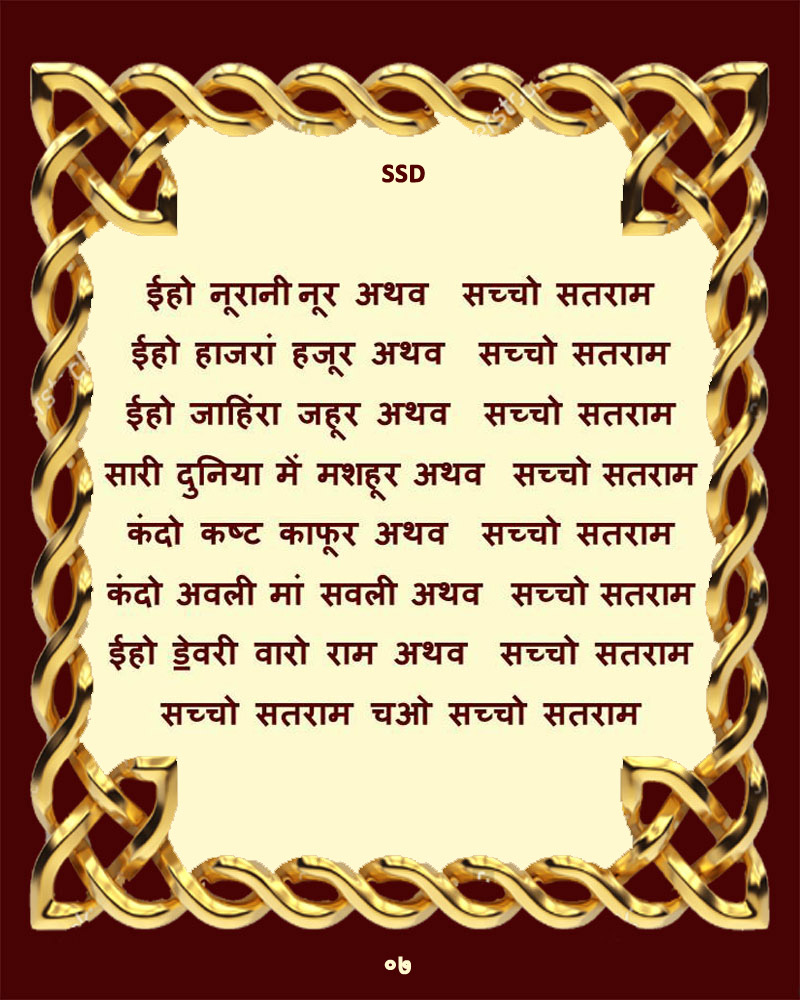 SSD
ईहो नूरानी नूर अथव सच्चो सतराम
ईहो हाजरां हजूर अथव सच्चो सतराम
ईहो जाहिंरा जहूर अथव सच्चो सतराम
सारी दुनिया में मशहूर अथव सच्चो सतराम
कंदो कष्ट काफूर अथव सच्चो सतराम
कंदो अवली मां सवली अथव सच्चो सतराम
ईहो डे॒वरी वारो राम अथव सच्चो सतराम
सच्चो सतराम चओ सच्चो सतराम